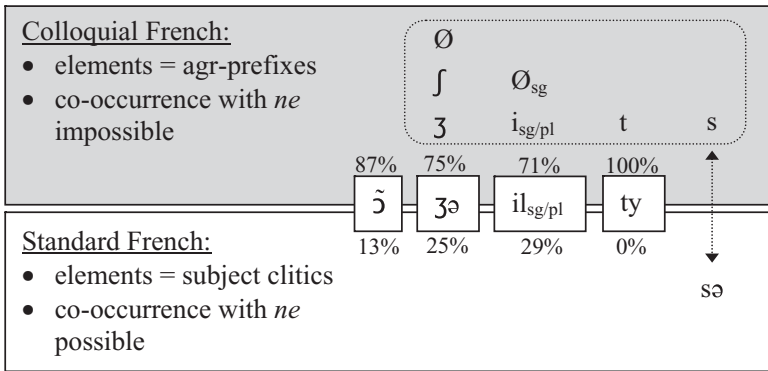 Colloquial French:
• elements = agr-prefixes
• co-occurrence with ne
impossible
Ø
ʃ Øsg
ʒ isg/pl t s
87% 75% 71% 100%
ɔ̃ ʒə ilsg/pl ty
13% 25% 29% 0%
Standard French:
• elements = subject clitics
• co-occurrence with ne
possible
sə